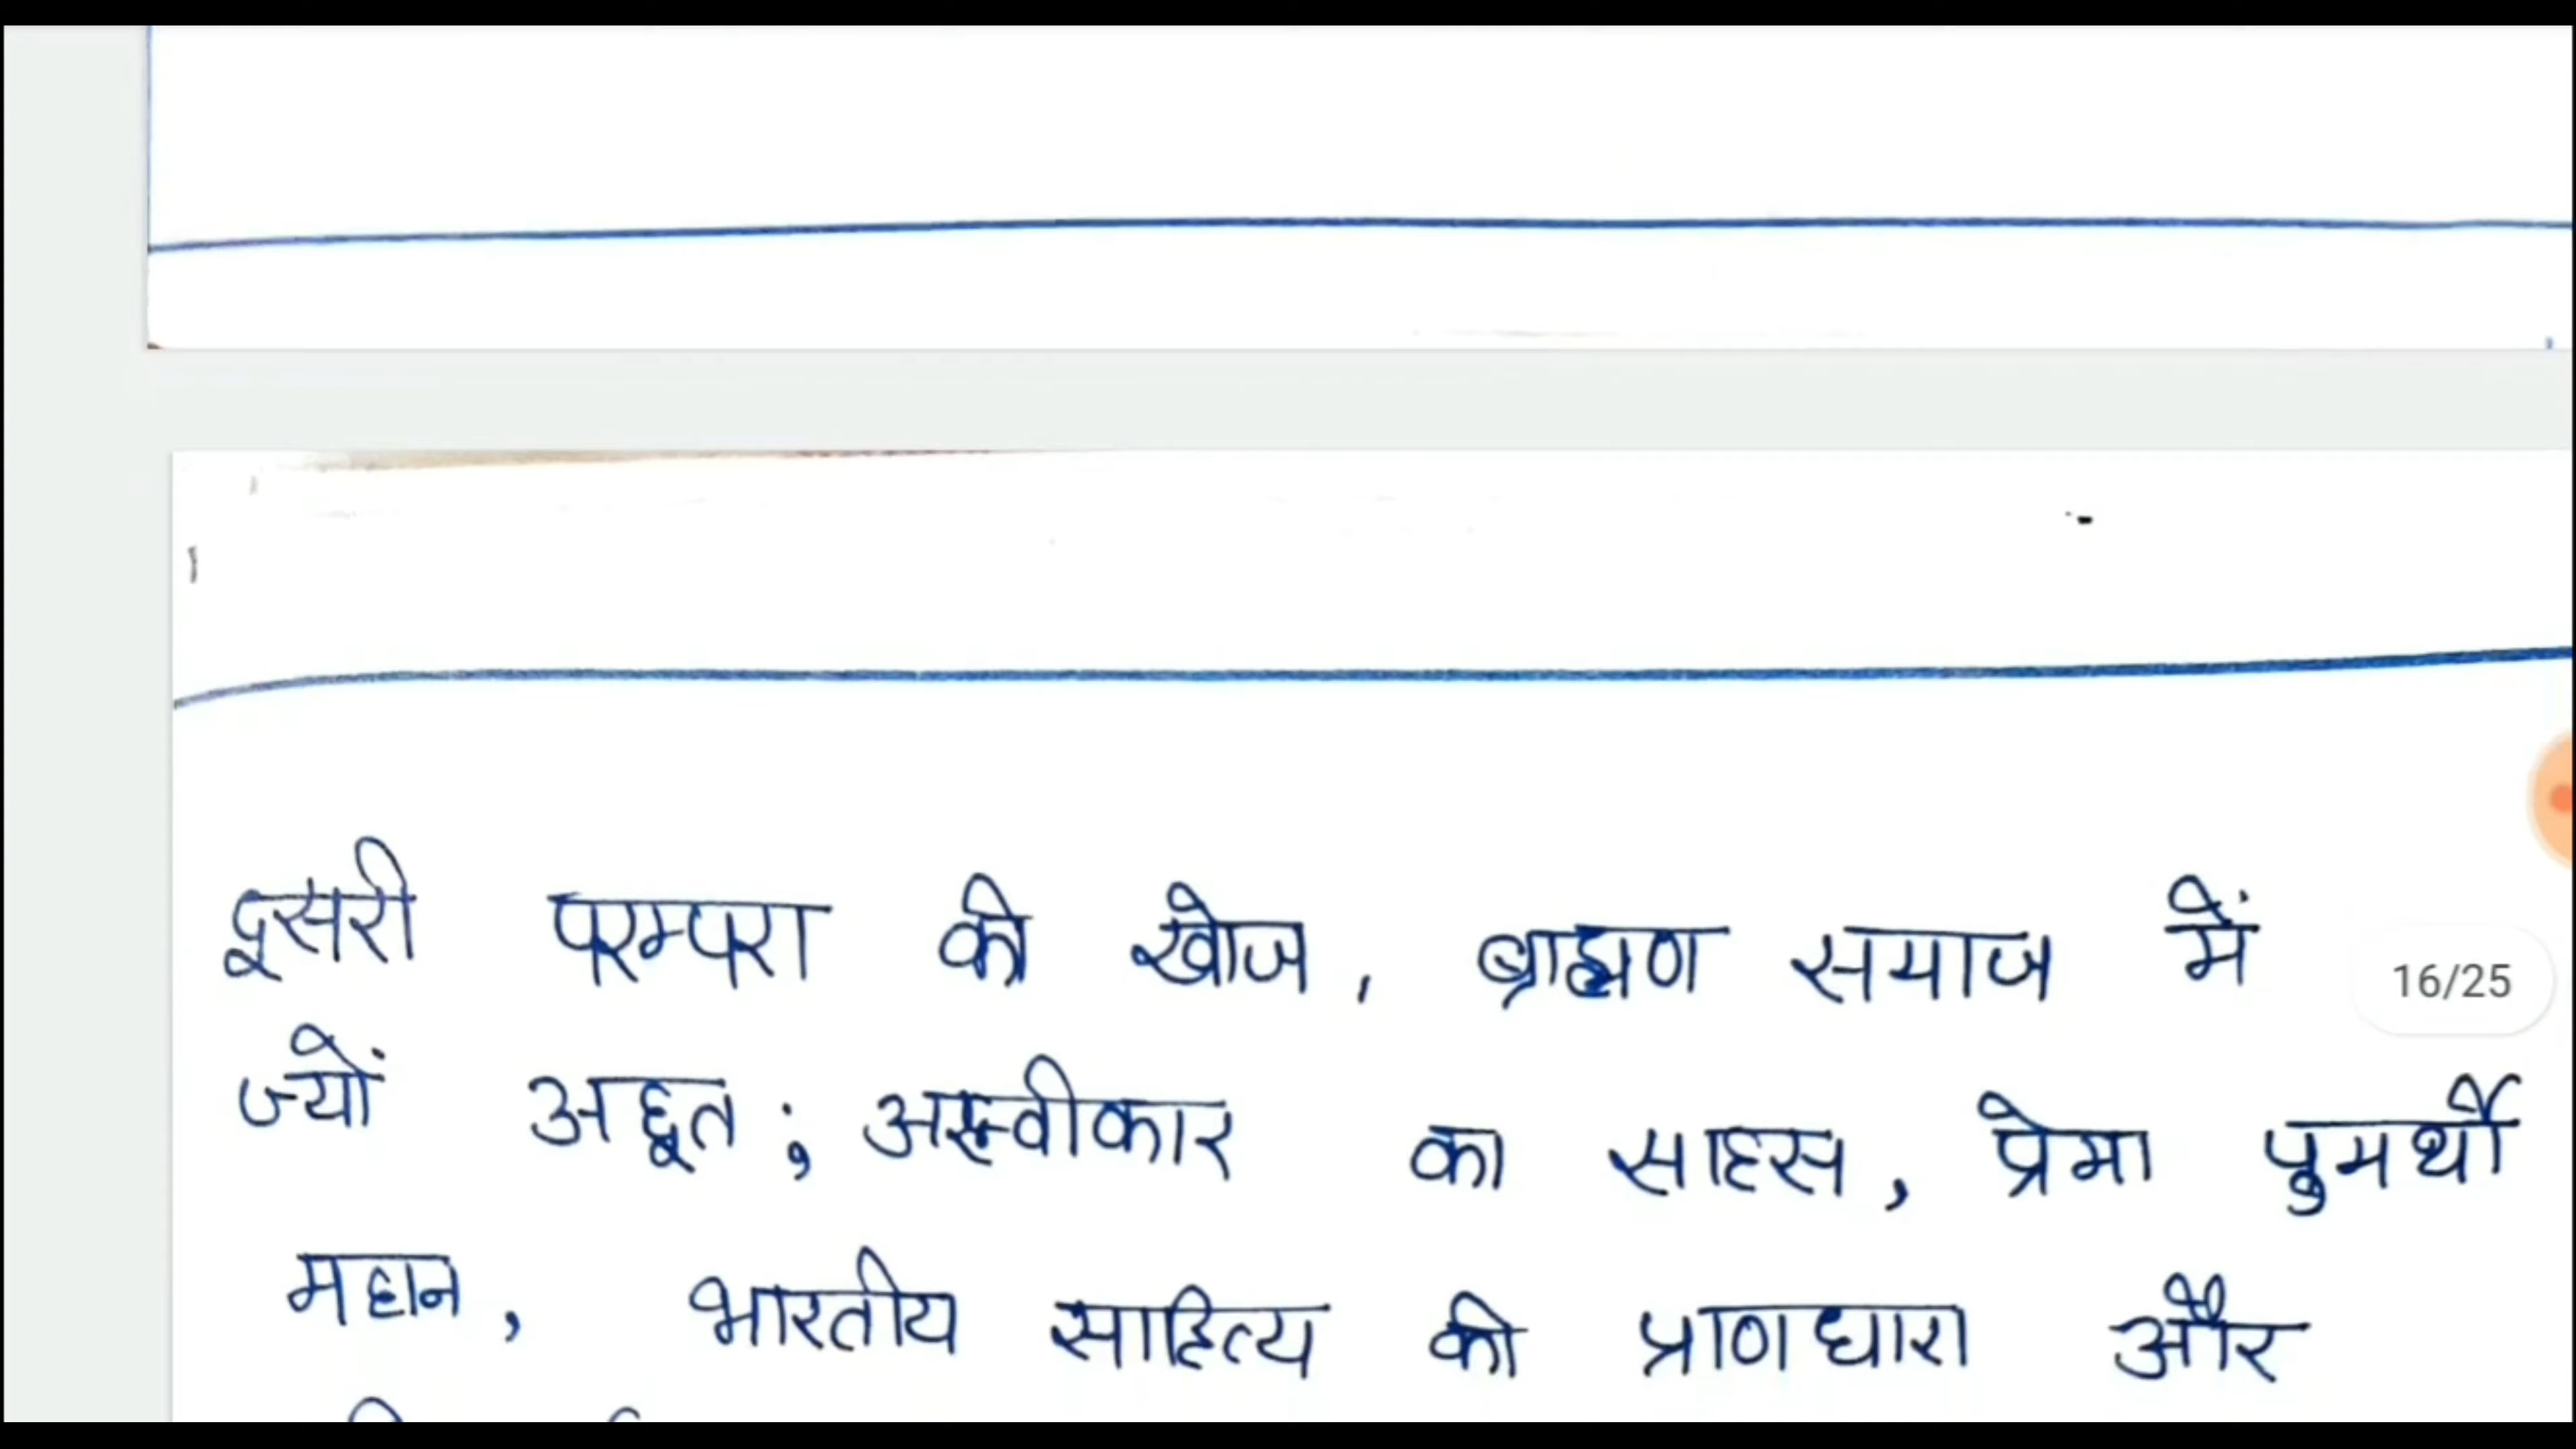 दूसरी परम्परा की खोज, ब्राह्मण समाज में
16/25
ज्यों अछूत; अस्वीकार का साहस, प्रेमा पुमर्थो
महान, भारतीय साहित्य की प्राणधारा और